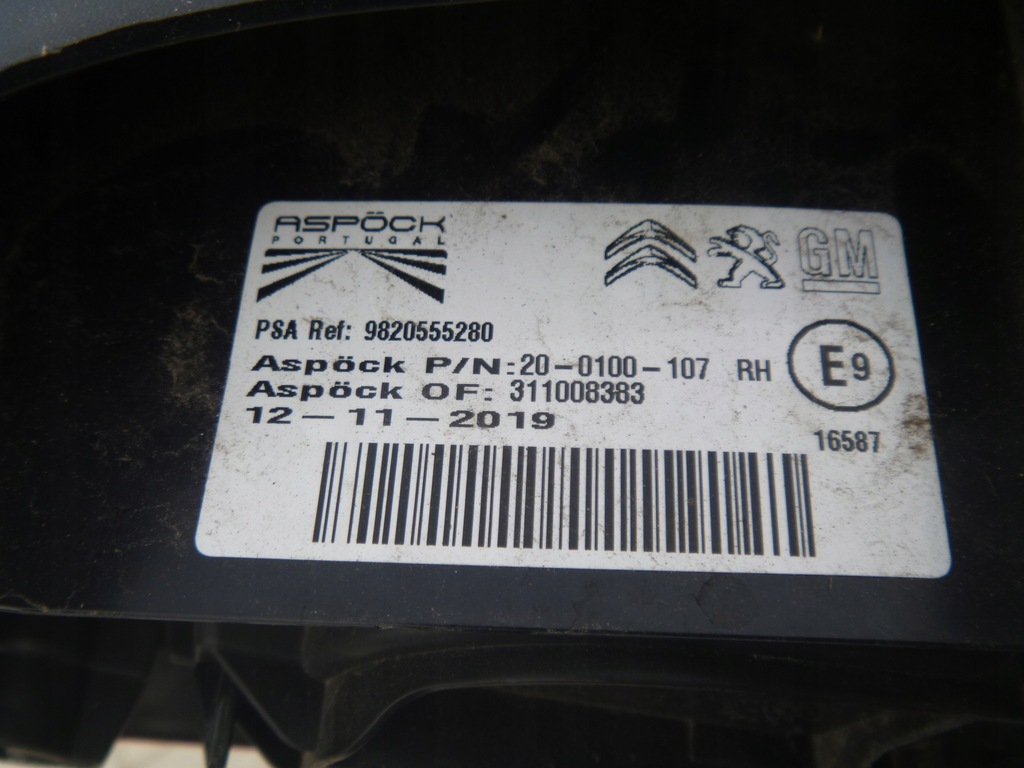 ASPÖCK
PORTUGAL
GM
PSA Ref: 9820555280
Aspöck P/N:20-0100-107 RH
E9
Aspöck OF: 311008383
12-11-2019
16587